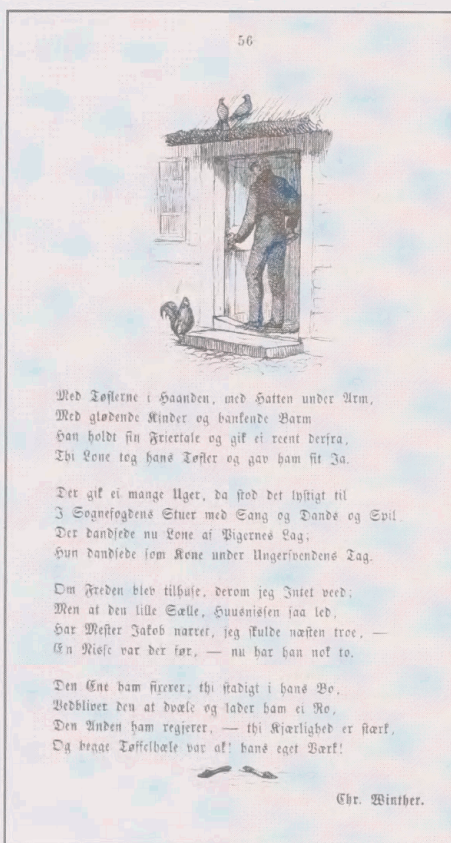 56
Med Tøflerne i Haanden, med Hatten under Arm,
Med glødende Kinder og bankende Barm
Han holdt sin Friertale og gik ei reent derfra,
Thi Lone tog hans Tøfler og gav ham sit Ja.
Der gik ei mange Uger, da stod det lystigt til
I Sognefogdens Stuer med Sang og Dands og Spil.
Der dandsede nu Lone af Pigernes Lag;
Hun dandsede som Kone under Ungersvendens Tag.
Om Freden blev tilhuse, derom jeg Intet veed;
Men at den lille Sælle, Huusnissen saa led,
Har Mester Jakob narret, jeg skulde næsten troe, —
En Nisse var der før, — nu har han nok to.
Den Ene ham fixerer, thi stadigt i hans Bo,
Vedbliver den at dvæle og lader ham ei Ro,
Den Anden ham regjerer, — thi Kjærlighed er stærk,
Og begge Tøffelhæle var ak! hans eget Værk!
Chr. Winther.